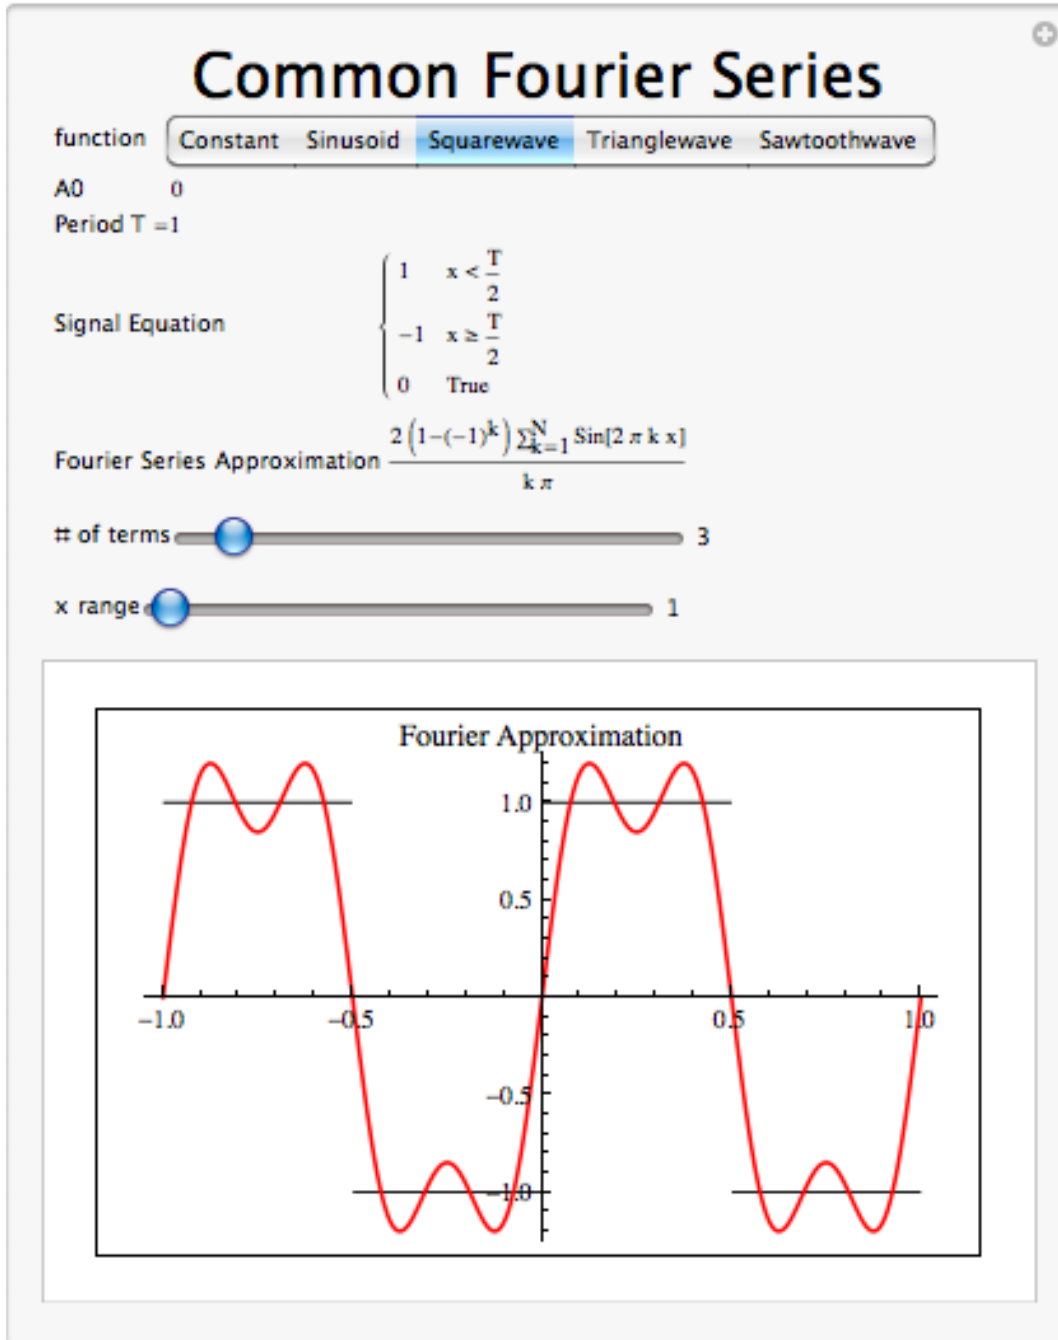 Common Fourier Series
function Constant Sinusoid Squarewave Trianglewave Sawtoothwave
A0 0
Period T =1
Signal Equation { 1 x < T/2
−1 x ≥ T/2
0 True
Fourier Series Approximation 2 (1−(−1)^k) ∑_{k=1}^N Sin[2 π k x] / k π
# of terms 3
x range 1
Fourier Approximation
1.0
0.5
−1.0 −0.5 0.5 1.0
−0.5
−1.0